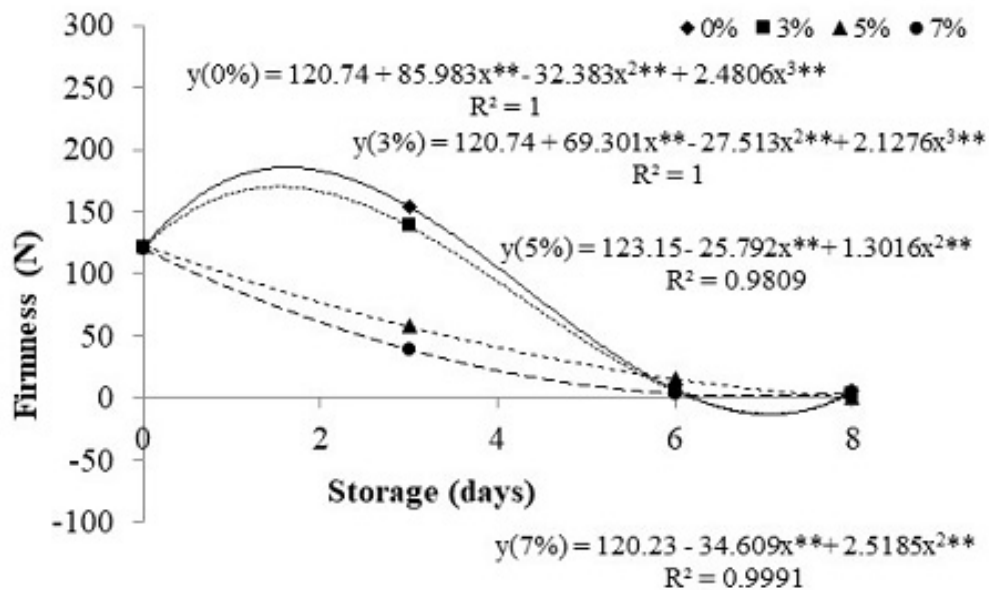 300
◆ 0% ■ 3% ▲ 5% ● 7%
y(0%) = 120.74 + 85.983x** - 32.383x²** + 2.4806x³**
R² = 1
250
y(3%) = 120.74 + 69.301x** - 27.513x²** + 2.1276x³**
R² = 1
200
150
y(5%) = 123.15 - 25.792x** + 1.3016x²**
R² = 0.9809
100
50
0
-50
-100
Firmness (N)
0 2 4 6 8
Storage (days)
y(7%) = 120.23 - 34.609x** + 2.5185x²**
R² = 0.9991